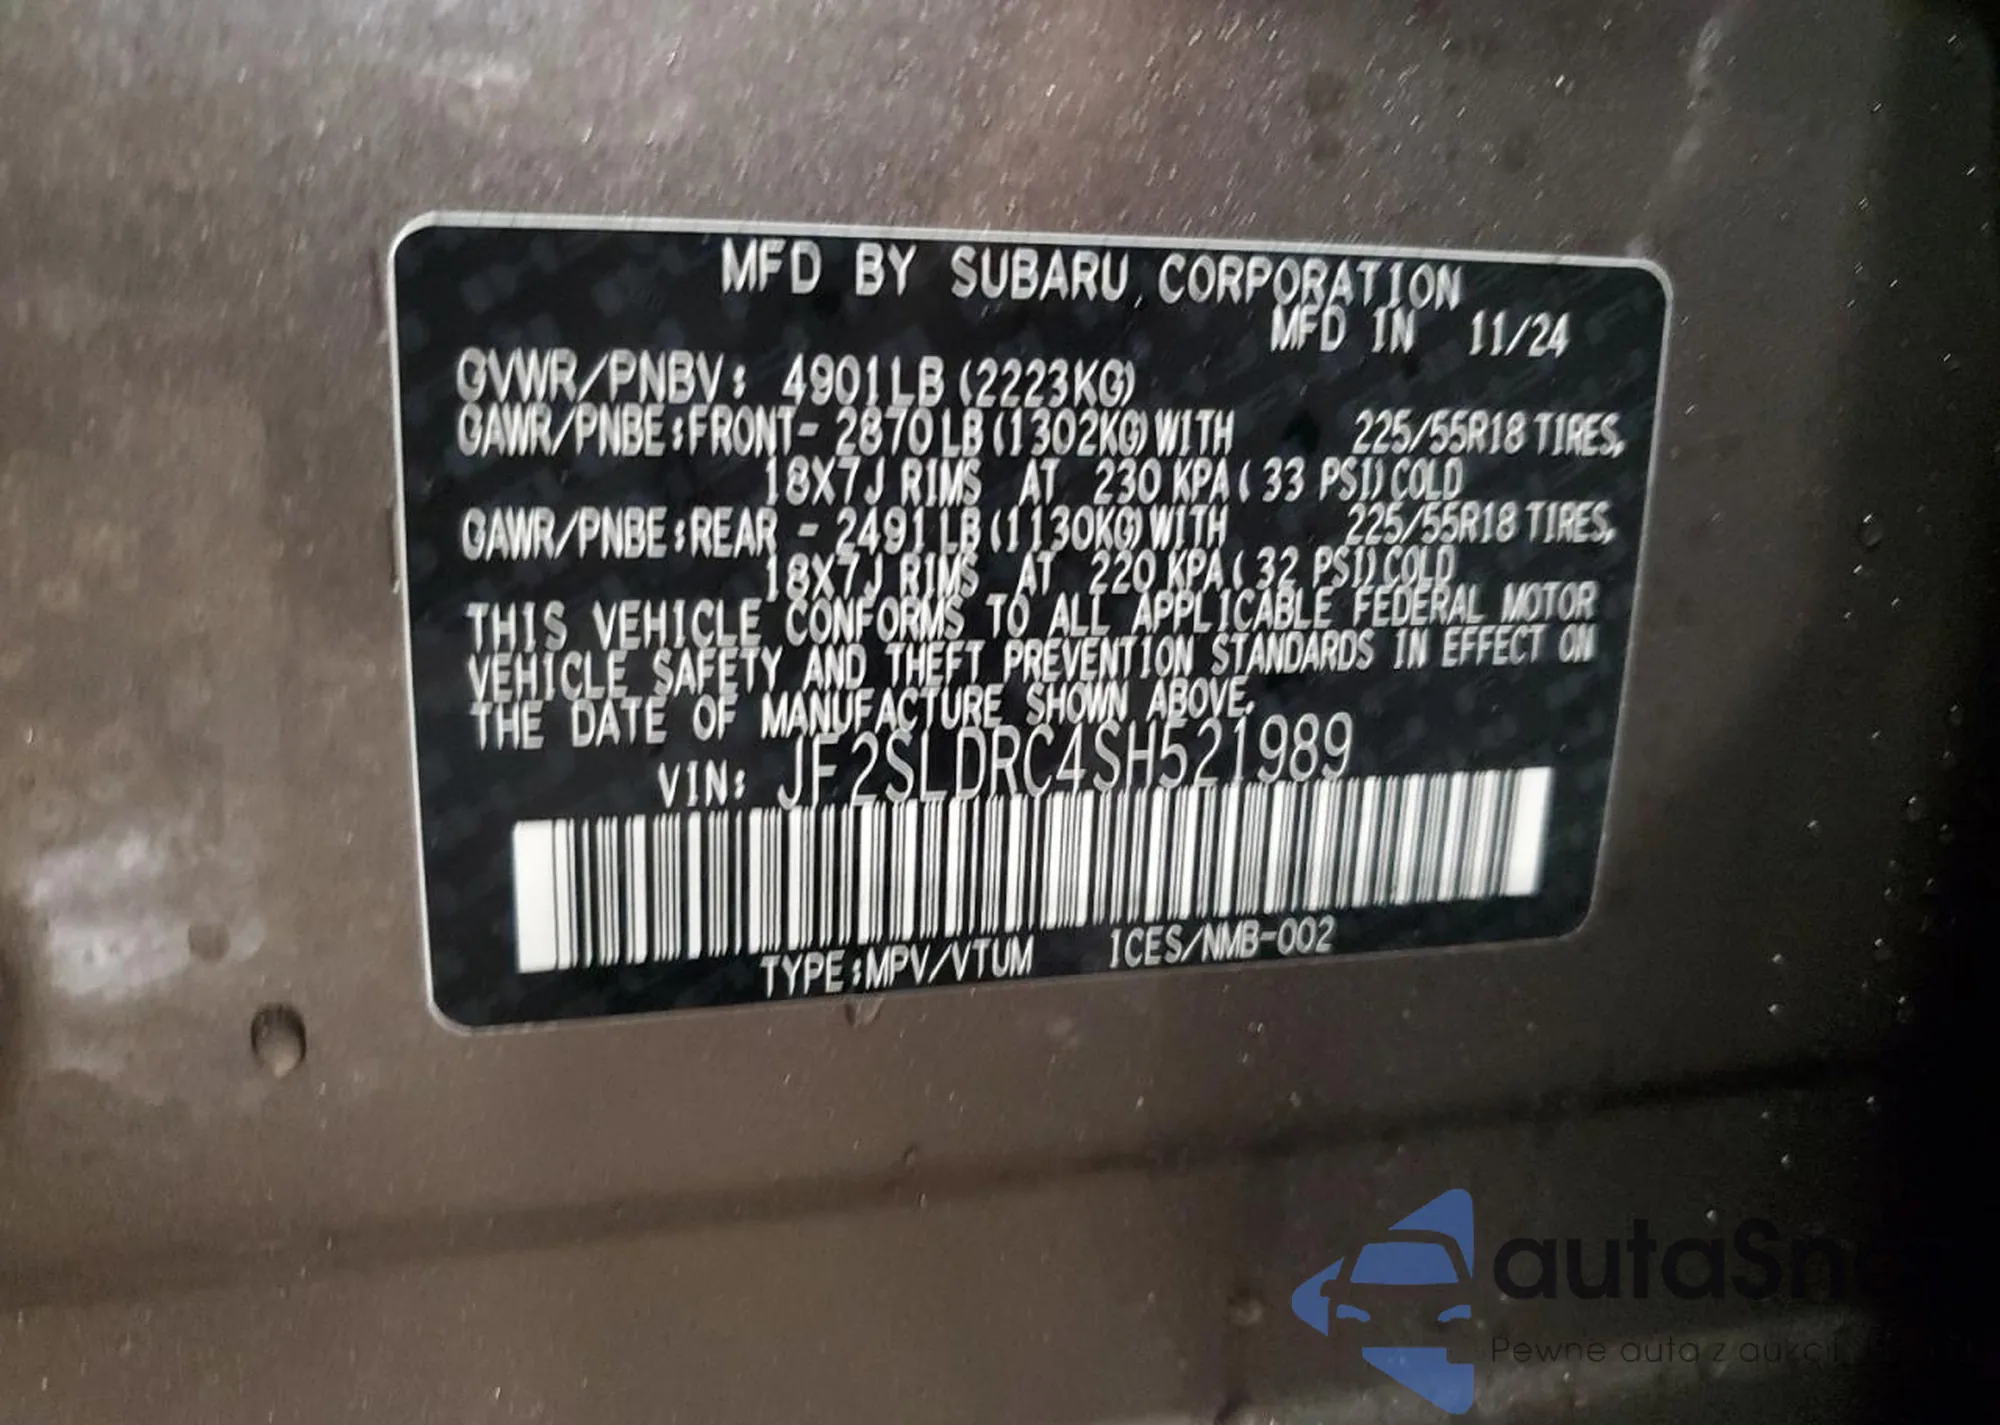 MFD BY SUBARU CORPORATION
MFD IN 11/24
GVWR/PNBV: 4901LB (2223KG)
GAWR/PNBE:FRONT- 2870 LB (1302KG) WITH 225/55R18 TIRES,
18X7J RIMS AT 230 KPA ( 33 PSI) COLD
GAWR/PNBE:REAR - 2491 LB (1130KG) WITH 225/55R18 TIRES,
18X7J RIMS AT 220 KPA ( 32 PSI) COLD
THIS VEHICLE CONFORMS TO ALL APPLICABLE FEDERAL MOTOR
VEHICLE SAFETY AND THEFT PREVENTION STANDARDS IN EFFECT ON
THE DATE OF MANUFACTURE SHOWN ABOVE.
VIN: JF2SLDRC4SH521989
TYPE:MPV/VTUM ICES/NMB-002
Pewne auta z aukcji